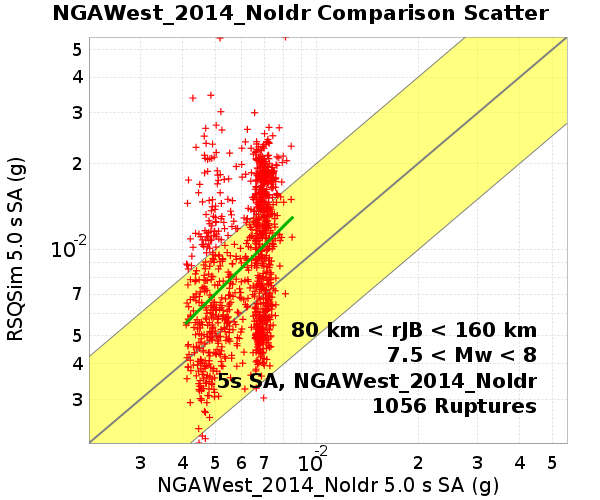 NGAWest_2014_NoIdr Comparison Scatter
5
4
3
2
10-2
7
5
4
3
RSQSim 5.0 s SA (g)
80 km < rJB < 160 km
7.5 < Mw < 8
5s SA, NGAWest_2014_NoIdr
1056 Ruptures
3 4 5 6 7 10-2 2 3 4 5
NGAWest_2014_NoIdr 5.0 s SA (g)